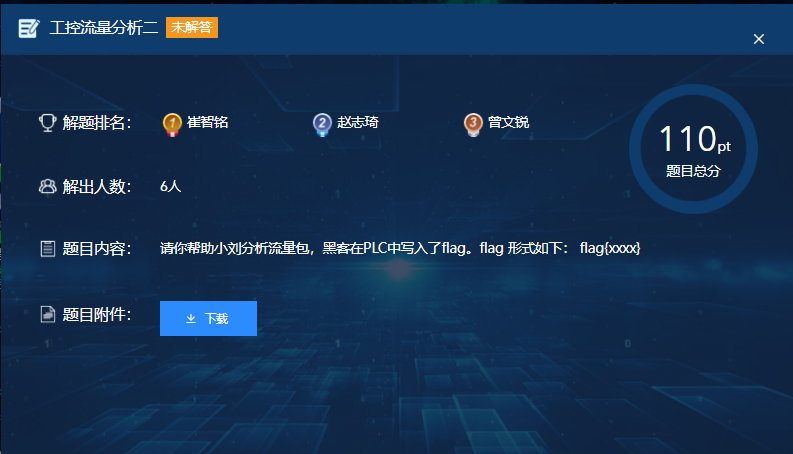 工控流量分析二 未解答
解题排名： 1 崔智铭 2 赵志琦 3 曾文锐
110pt
题目总分
解出人数： 6人
题目内容： 请你帮助小刘分析流量包，黑客在PLC中写入了flag。flag 形式如下： flag{xxxx}
题目附件： 下载